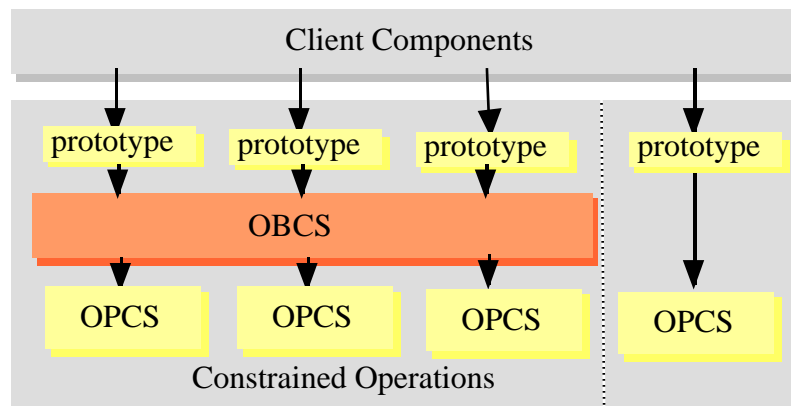 Client Components
prototype
prototype
prototype
prototype
OBCS
OPCS
OPCS
OPCS
OPCS
Constrained Operations